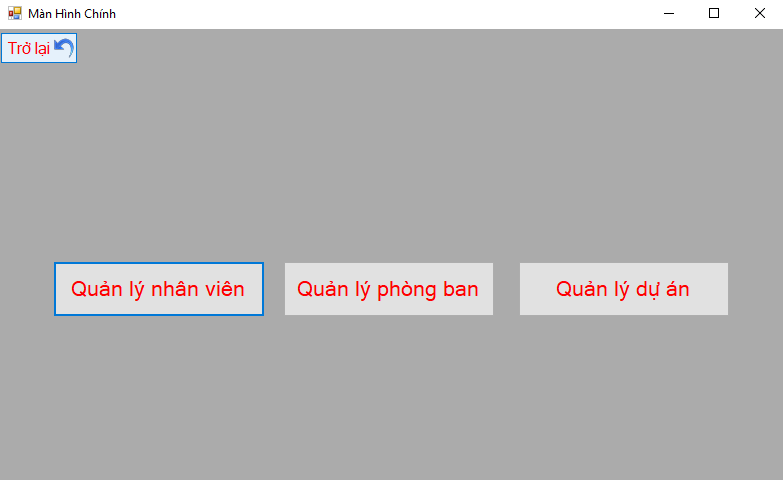 Màn Hình Chính
Trở lại
Quản lý nhân viên
Quản lý phòng ban
Quản lý dự án